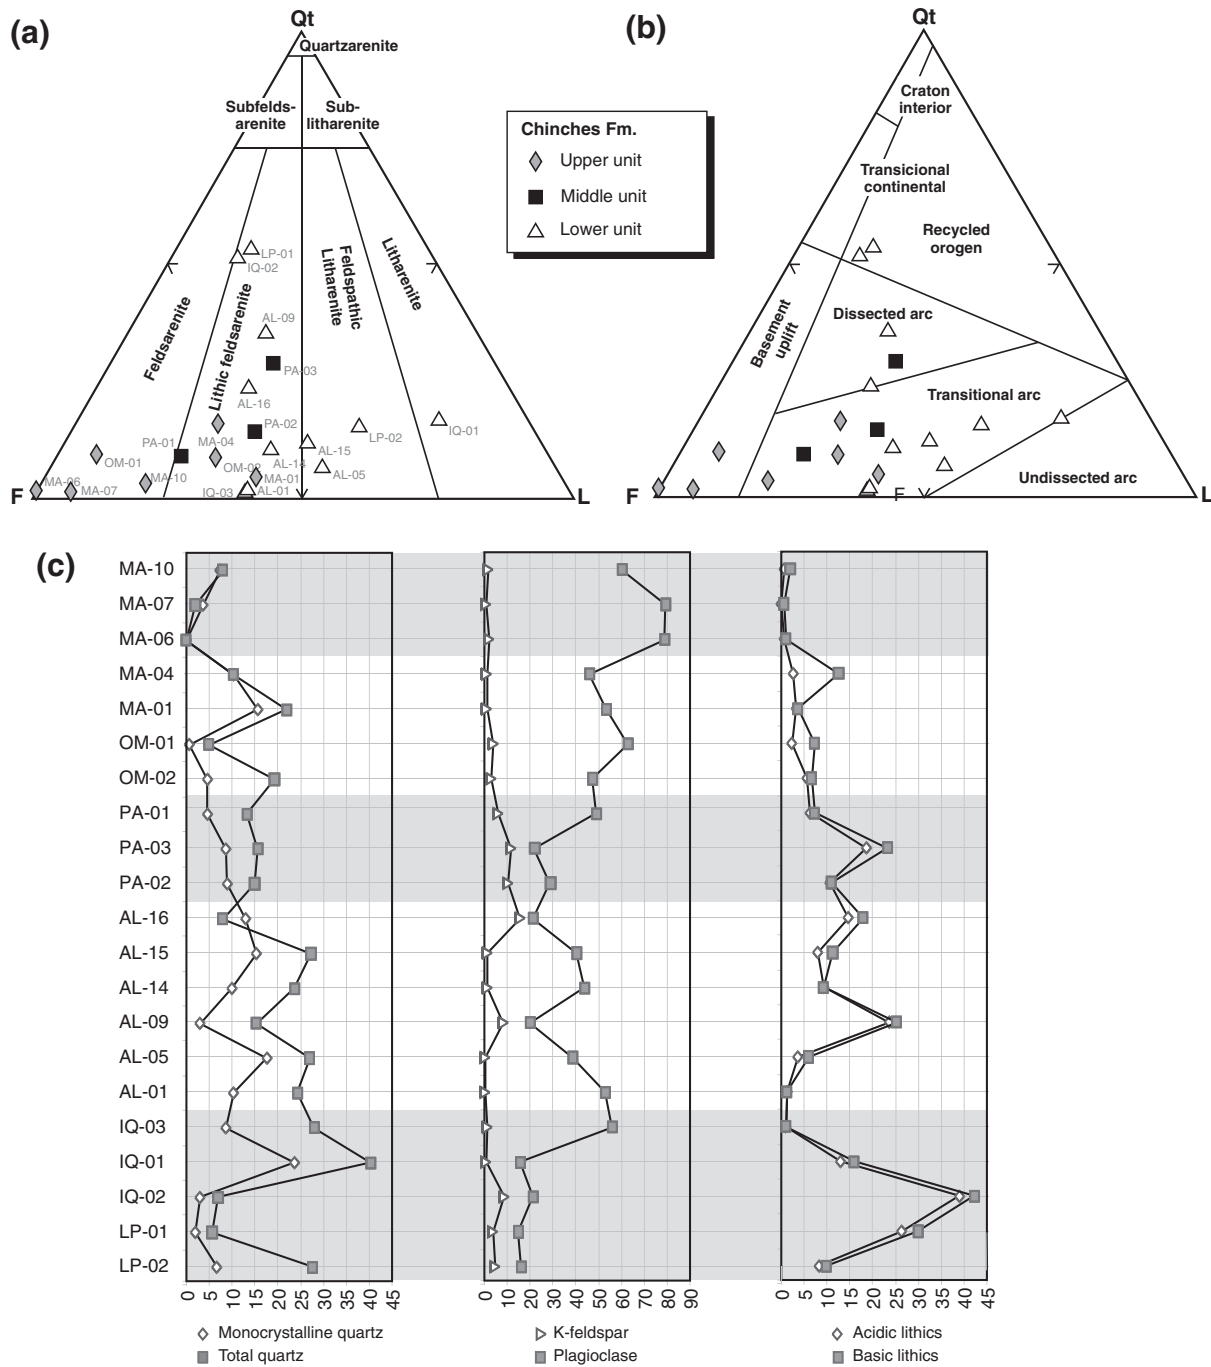 (a)
Qt
Quartzarenite
Subfelds-
arenite
Sub-
litharenite
Feldsarenite
Lithic feldsarenite
Feldspathic
Litharenite
Litharenite
LP-01
IQ-02
AL-09
PA-03
AL-16
PA-02
PA-01
MA-04
OM-01
OM-02
AL-14
AL-15
LP-02
IQ-01
AL-05
MA-01
MA-10
MA-06
MA-07
IQ-03
AL-01
F
L
Chinches Fm.
Upper unit
Middle unit
Lower unit
(b)
Qt
Craton
interior
Transicional
continental
Recycled
orogen
Basement
uplift
Dissected arc
Transitional arc
Undissected arc
F
F
L
(c)
MA-10
MA-07
MA-06
MA-04
MA-01
OM-01
OM-02
PA-01
PA-03
PA-02
AL-16
AL-15
AL-14
AL-09
AL-05
AL-01
IQ-03
IQ-01
IQ-02
LP-01
LP-02
0 5 10 15 20 25 30 35 40 45
0 10 20 30 40 50 60 70 80 90
0 5 10 15 20 25 30 35 40 45
Monocrystalline quartz
Total quartz
K-feldspar
Plagioclase
Acidic lithics
Basic lithics